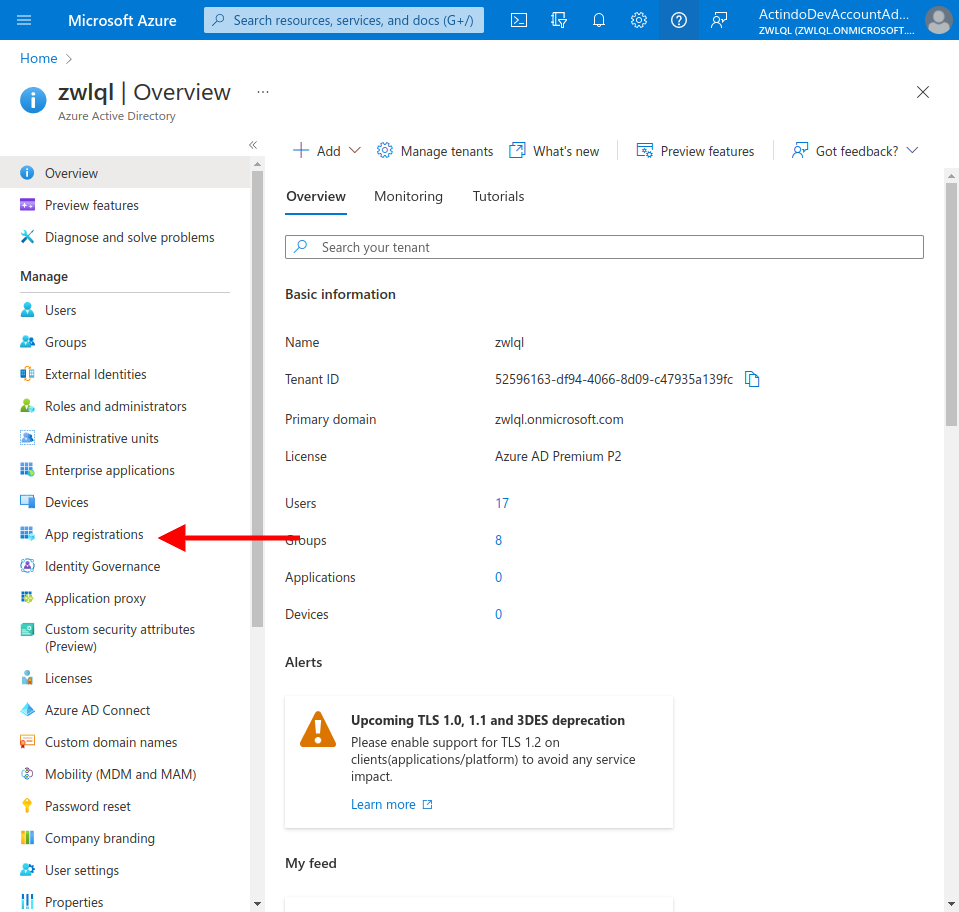 Microsoft Azure
Search resources, services, and docs (G+/)
ActindoDevAccountAd...
ZWLQL (ZWLQL.ONMICROSOFT....
Home
zwlql | Overview
...
Azure Active Directory
Overview
Preview features
Diagnose and solve problems
Manage
Users
Groups
External Identities
Roles and administrators
Administrative units
Enterprise applications
Devices
App registrations
Identity Governance
Application proxy
Custom security attributes
(Preview)
Licenses
Azure AD Connect
Custom domain names
Mobility (MDM and MAM)
Password reset
Company branding
User settings
Properties
Add
Manage tenants
What's new
Preview features
Got feedback?
Overview Monitoring Tutorials
Search your tenant
Basic information
Name zwlql
Tenant ID 52596163-df94-4066-8d09-c47935a139fc
Primary domain zwlql.onmicrosoft.com
License Azure AD Premium P2
Users 17
Groups 8
Applications 0
Devices 0
Alerts
Upcoming TLS 1.0, 1.1 and 3DES deprecation
Please enable support for TLS 1.2 on
clients(applications/platform) to avoid any service
impact.
Learn more
My feed